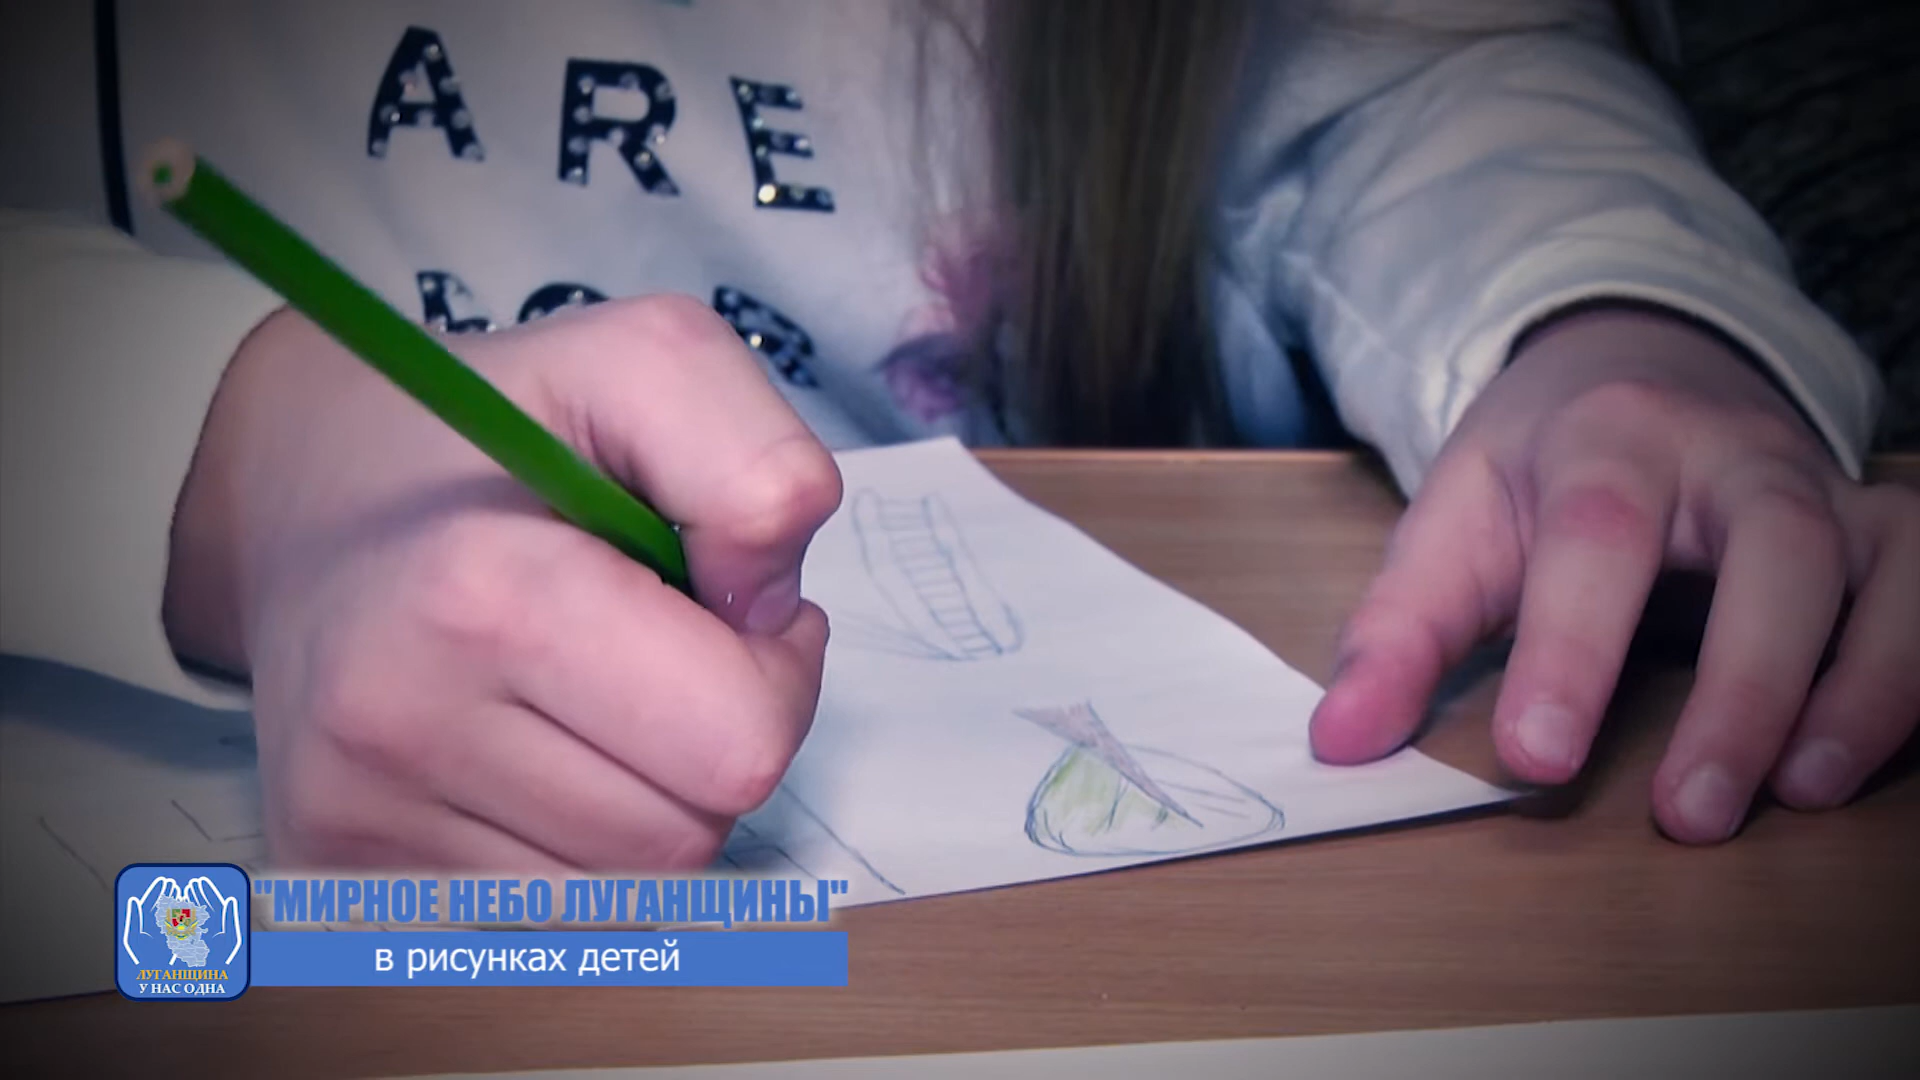 ARE
"МИРНОЕ НЕБО ЛУГАНЩИНЫ"
в рисунках детей
ЛУГАНЩИНА
У НАС ОДНА